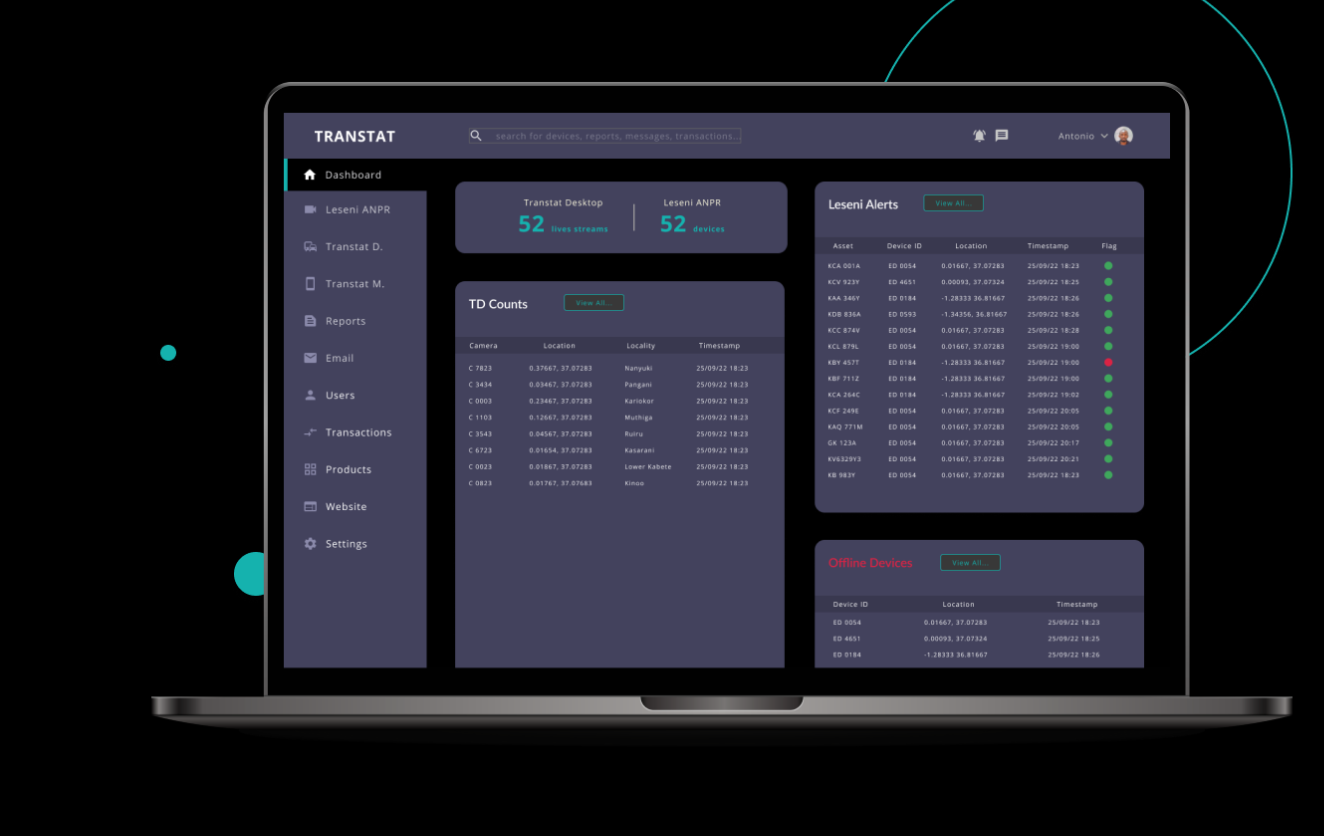 TRANSTAT
search for devices, reports, messages, transactions...
Antonio
Dashboard
Leseni ANPR
Transtat D.
Transtat M.
Reports
Email
Users
Transactions
Products
Website
Settings
Transtat Desktop
52 lives streams
Leseni ANPR
52 devices
TD Counts
View All...
Camera Location Locality Timestamp
C 7823 0.37667, 37.07283 Nanyuki 25/09/22 18:23
C 3434 0.03467, 37.07283 Pangani 25/09/22 18:23
C 0003 0.23467, 37.07283 Kariokor 25/09/22 18:23
C 1103 0.12667, 37.07283 Muthiga 25/09/22 18:23
C 3543 0.04567, 37.07283 Ruiru 25/09/22 18:23
C 6723 0.01654, 37.07283 Kasarani 25/09/22 18:23
C 0023 0.01867, 37.07283 Lower Kabete 25/09/22 18:23
C 0823 0.01767, 37.07683 Kinoo 25/09/22 18:23
Leseni Alerts
View All...
Asset Device ID Location Timestamp Flag
KCA 001A ED 0054 0.01667, 37.07283 25/09/22 18:23
KCV 923Y ED 4651 0.00093, 37.07324 25/09/22 18:25
KAA 346Y ED 0184 -1.28333 36.81667 25/09/22 18:26
KDB 836A ED 0593 -1.34356, 36.81667 25/09/22 18:26
KCC 874V ED 0054 0.01667, 37.07283 25/09/22 18:28
KCL 879L ED 0054 0.01667, 37.07283 25/09/22 19:00
KBY 457T ED 0184 -1.28333 36.81667 25/09/22 19:00
KBF 711Z ED 0184 -1.28333 36.81667 25/09/22 19:00
KCA 264C ED 0184 -1.28333 36.81667 25/09/22 19:02
KCF 249E ED 0054 0.01667, 37.07283 25/09/22 20:05
KAQ 771M ED 0054 0.01667, 37.07283 25/09/22 20:05
GK 123A ED 0054 0.01667, 37.07283 25/09/22 20:17
KV6329Y3 ED 0054 0.01667, 37.07283 25/09/22 20:21
KB 983Y ED 0054 0.01667, 37.07283 25/09/22 18:23
Offline Devices
View All...
Device ID Location Timestamp
ED 0054 0.01667, 37.07283 25/09/22 18:23
ED 4651 0.00093, 37.07324 25/09/22 18:25
ED 0184 -1.28333 36.81667 25/09/22 18:26